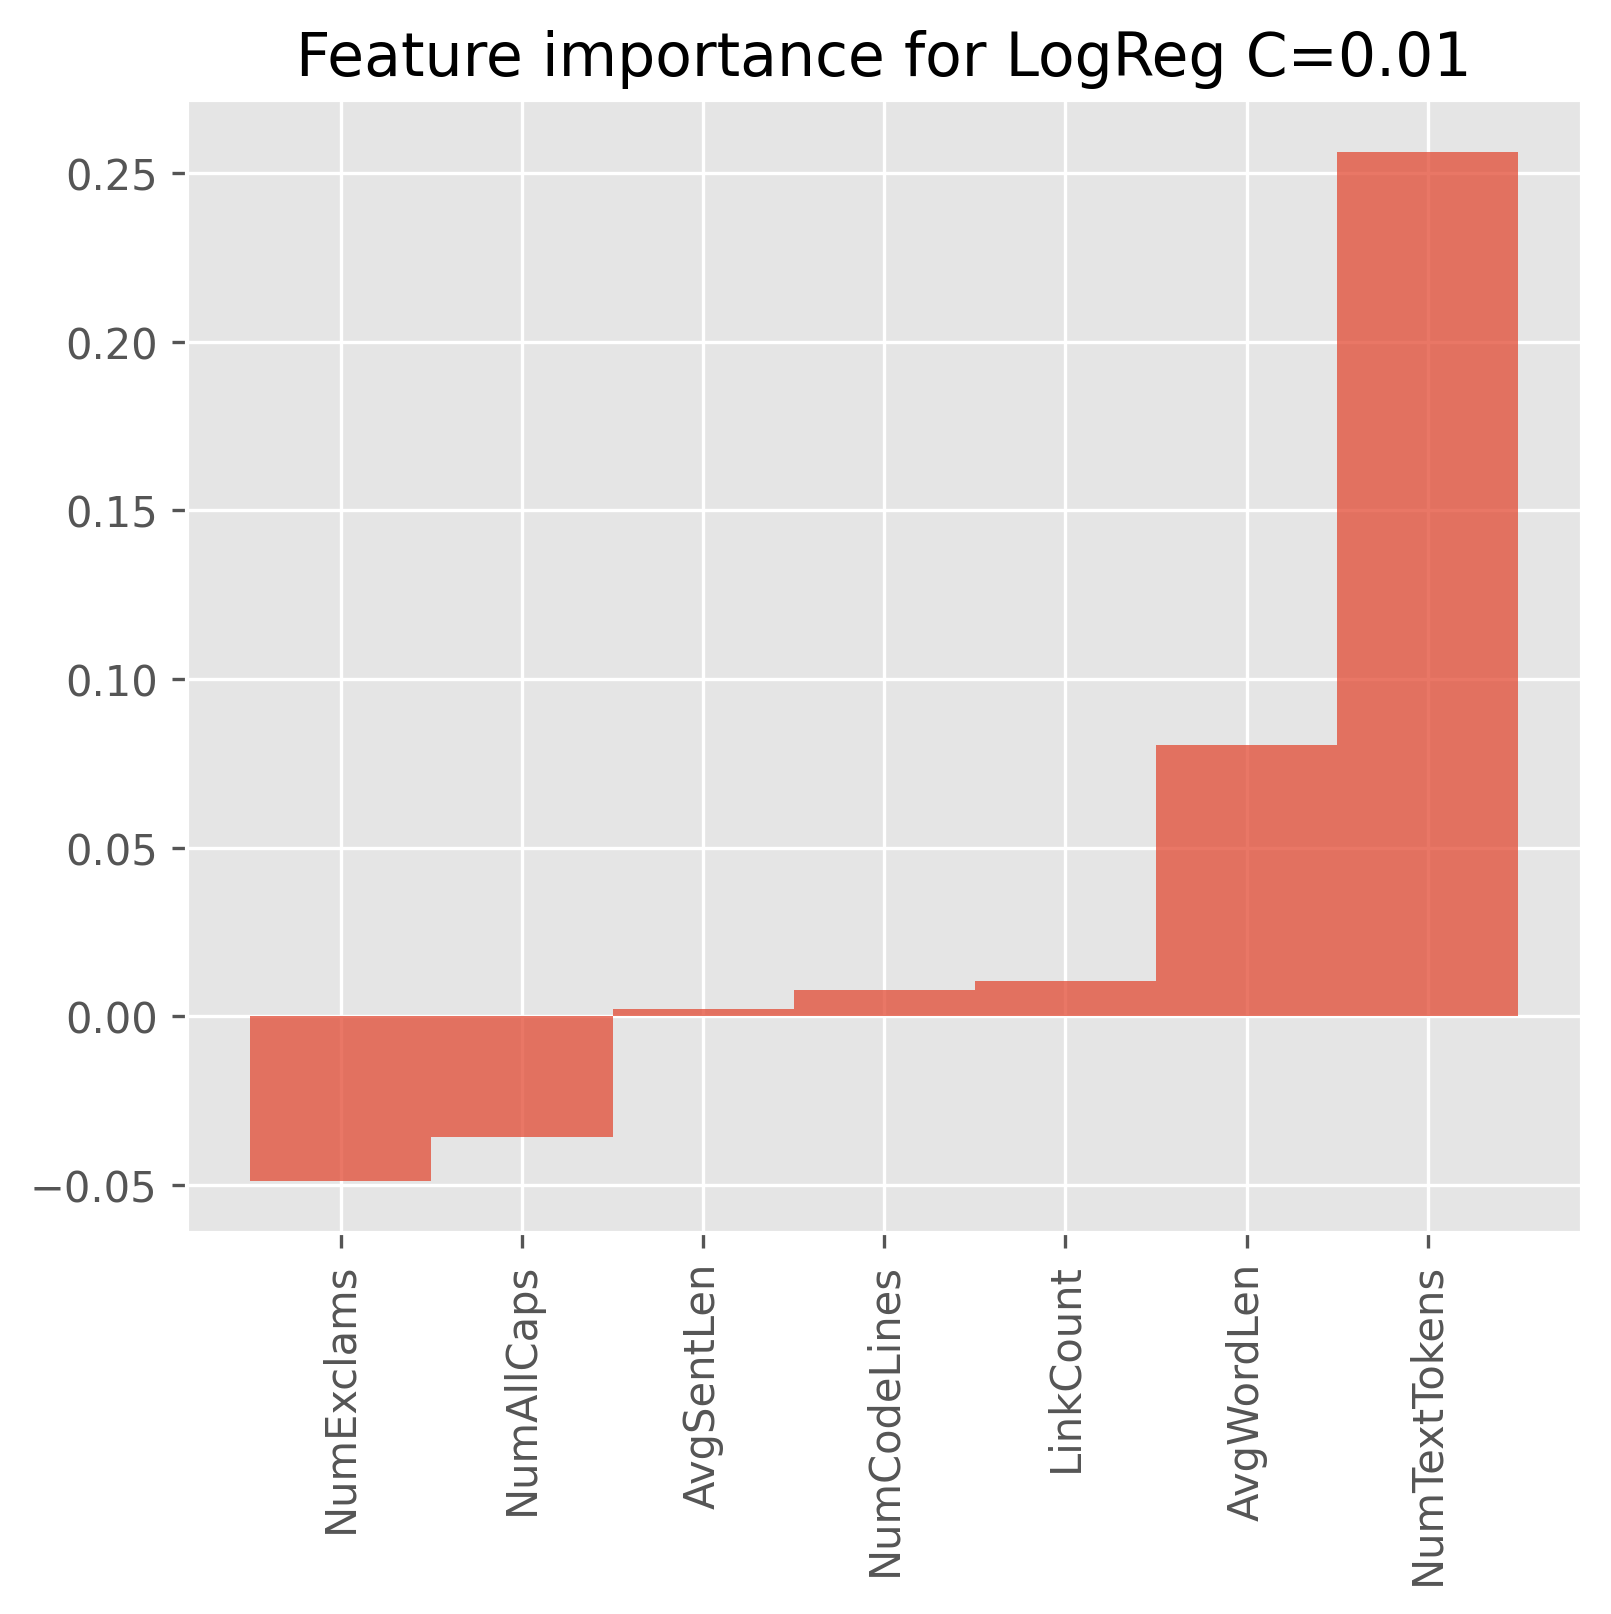 Feature importance for LogReg C=0.01
0.25
0.20
0.15
0.10
0.05
0.00
−0.05
NumExclams
NumAllCaps
AvgSentLen
NumCodeLines
LinkCount
AvgWordLen
NumTextTokens